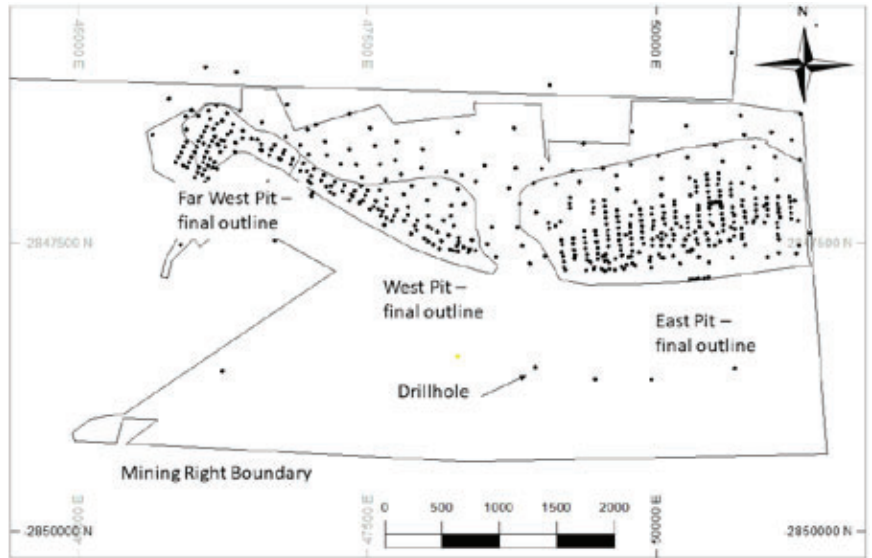 45000 E
47500 E
50000 E
N
Far West Pit –
final outline
-2847500 N
-2847500 N
West Pit –
final outline
East Pit –
final outline
Drillhole
Mining Right Boundary
0 500 1000 1500 2000
-2850000 N
47500 E
50000 E
-2850000 N